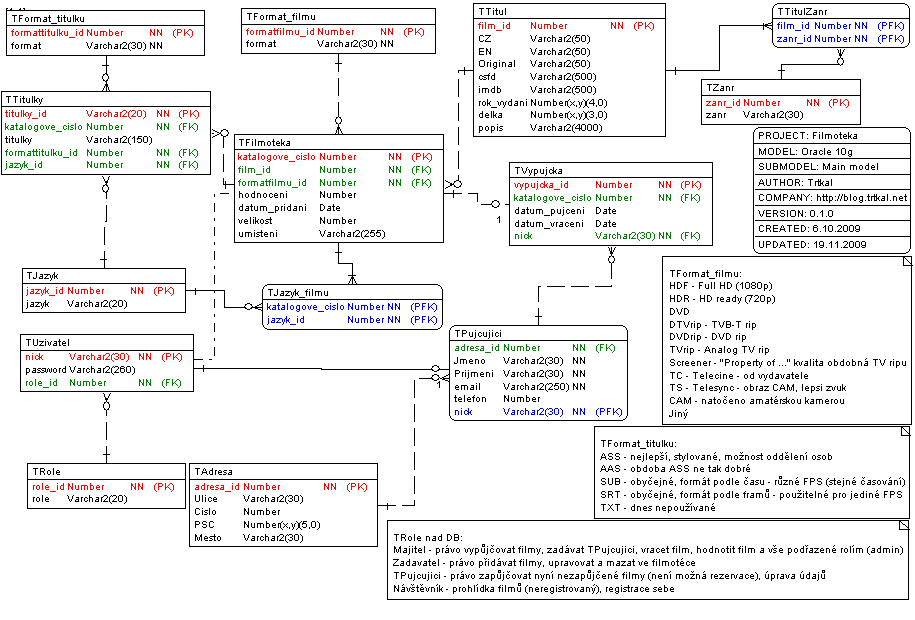 TFormat_titulku
formattitulku_id Number NN (PK)
format Varchar2(30) NN
TFormat_filmu
formatfilmu_id Number NN (PK)
format Varchar2(30) NN
TTitul
film_id Number NN (PK)
CZ Varchar2(50)
EN Varchar2(50)
Original Varchar2(50)
csfd Varchar2(500)
imdb Varchar2(500)
rok_vydani Number(x,y)(4,0)
delka Number(x,y)(3,0)
popis Varchar2(4000)
TTitulZanr
film_id Number NN (PFK)
zanr_id Number NN (PFK)
TZanr
zanr_id Number NN (PK)
zanr Varchar2(30)
TTitulky
titulky_id Varchar2(20) NN (PK)
katalogove_cislo Number NN (FK)
titulky Varchar2(150)
formattitulku_id Number NN (FK)
jazyk_id Number NN (FK)
TFilmoteka
katalogove_cislo Number NN (PK)
film_id Number NN (FK)
formatfilmu_id Number NN (FK)
hodnoceni Number
datum_pridani Date
velikost Number
umisteni Varchar2(255)
TVypujcka
vypujcka_id Number NN (PK)
katalogove_cislo Number NN (FK)
datum_pujceni Date
datum_vraceni Date
nick Varchar2(30) NN (FK)
1
PROJECT: Filmoteka
MODEL: Oracle 10g
SUBMODEL: Main model
AUTHOR: Trtkal
COMPANY: http://blog.trtkal.net
VERSION: 0.1.0
CREATED: 6.10.2009
UPDATED: 19.11.2009
TJazyk
jazyk_id Number NN (PK)
jazyk Varchar2(20)
TJazyk_filmu
katalogove_cislo Number NN (PFK)
jazyk_id Number NN (PFK)
TUzivatel
nick Varchar2(30) NN (PK)
password Varchar2(260)
role_id Number NN (FK)
TPujcujici
adresa_id Number NN (FK)
Jmeno Varchar2(30) NN
Prijmeni Varchar2(30) NN
email Varchar2(250) NN
telefon Number
nick Varchar2(30) NN (PFK)
1
TFormat_filmu:
HDF - Full HD (1080p)
HDR - HD ready (720p)
DVD
DTVrip - TVB-T rip
DVDrip - DVD rip
TVrip - Analog TV rip
Screener - "Property of ..." kvalita obdobná TV ripu
TC - Telecine - od vydavatele
TS - Telesync - obraz CAM, lepsi zvuk
CAM - natočeno amatérskou kamerou
Jiný
TRole
role_id Number NN (PK)
role Varchar2(20)
TAdresa
adresa_id Number NN (PK)
Ulice Varchar2(30)
Cislo Number
PSC Number(x,y)(5,0)
Mesto Varchar2(30)
TFormat_titulku:
ASS - nejlepší, stylované, možnost oddělení osob
AAS - obdoba ASS ne tak dobré
SUB - obyčejné, formát podle času - různé FPS (stejné časování)
SRT - obyčejné, formát podle framů - použitelné pro jediné FPS
TXT - dnes nepoužívané
TRole nad DB:
Majitel - právo vypůjčovat filmy, zadávat TPujcujici, vracet film, hodnotit film a vše podřazené rolím (admin)
Zadavatel - právo přidávat filmy, upravovat a mazat ve filmotéce
TPujcujici - právo zapůjčovat nyní nezapůjčené filmy (není možná rezervace), úprava údajů
Návštěvník - prohlídka filmů (neregistrovaný), registrace sebe